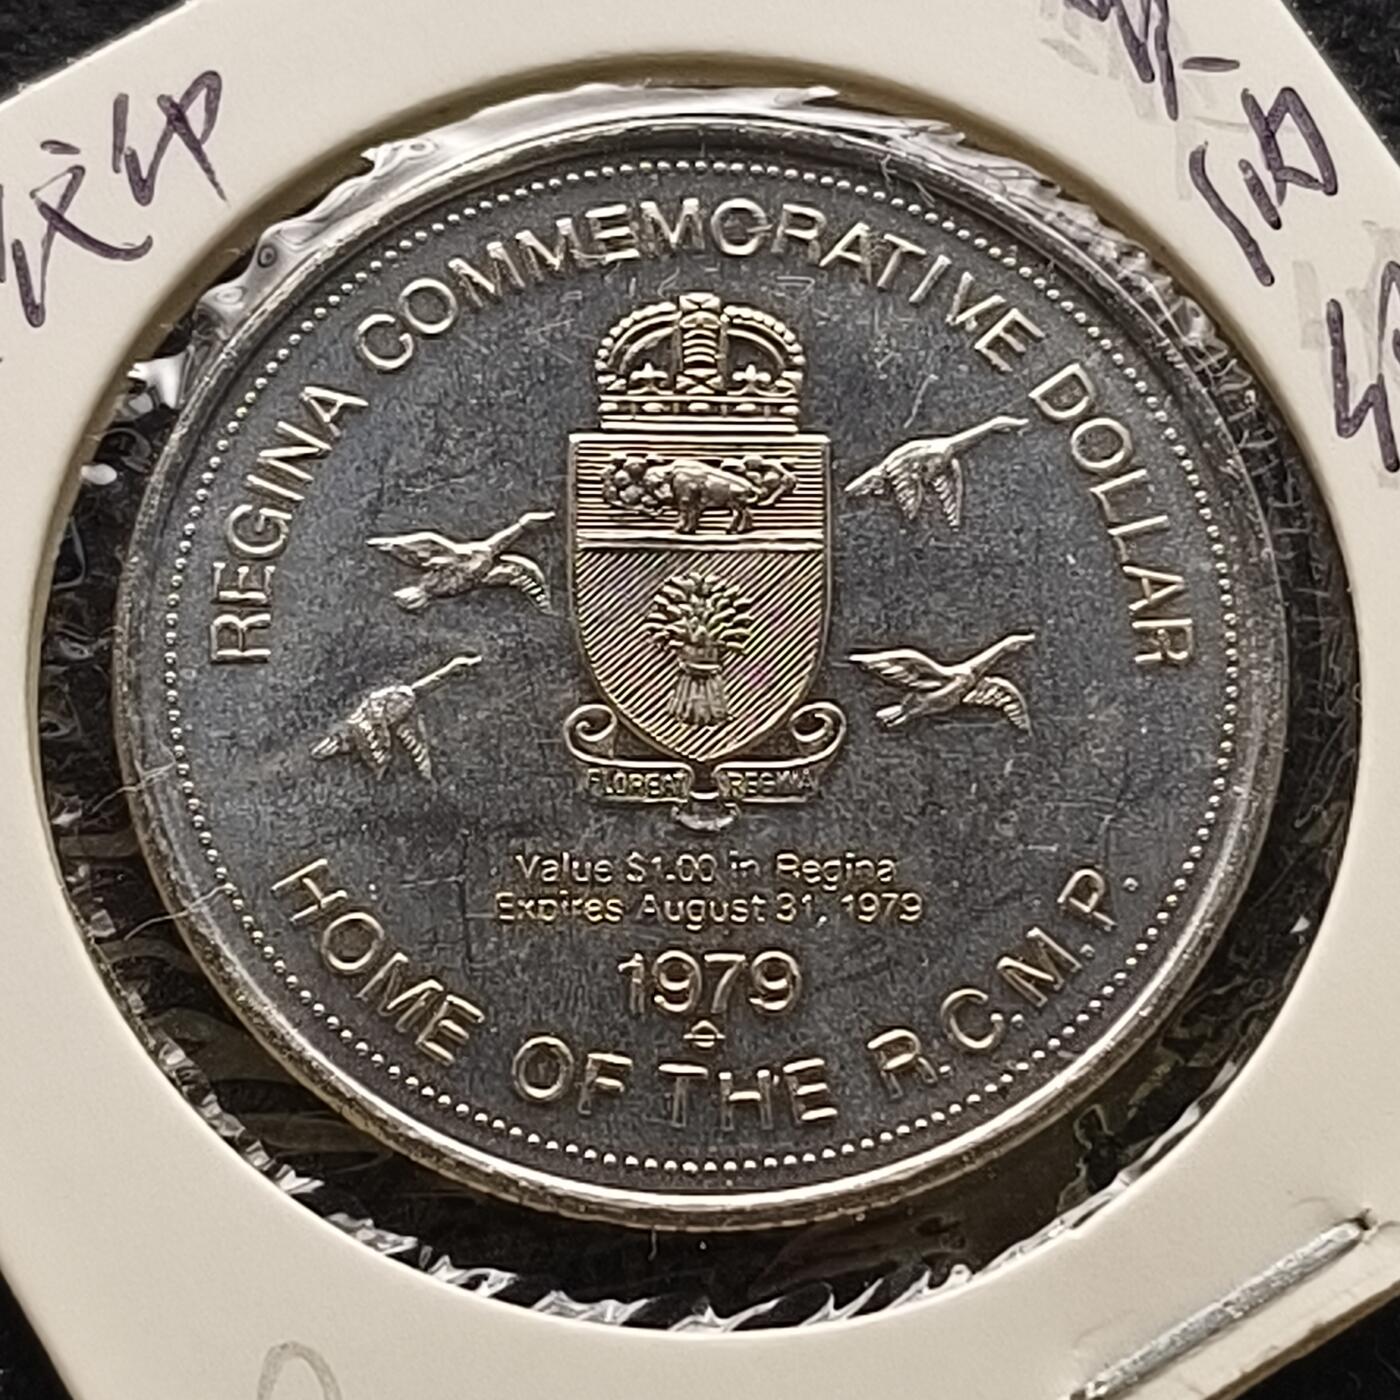 REGINA COMMEMORATIVE DOLLAR
FLOREAT REGINA
Value $1.00 in Regina
Expires August 31, 1979
1979
HOME OF THE R.C.M.P.